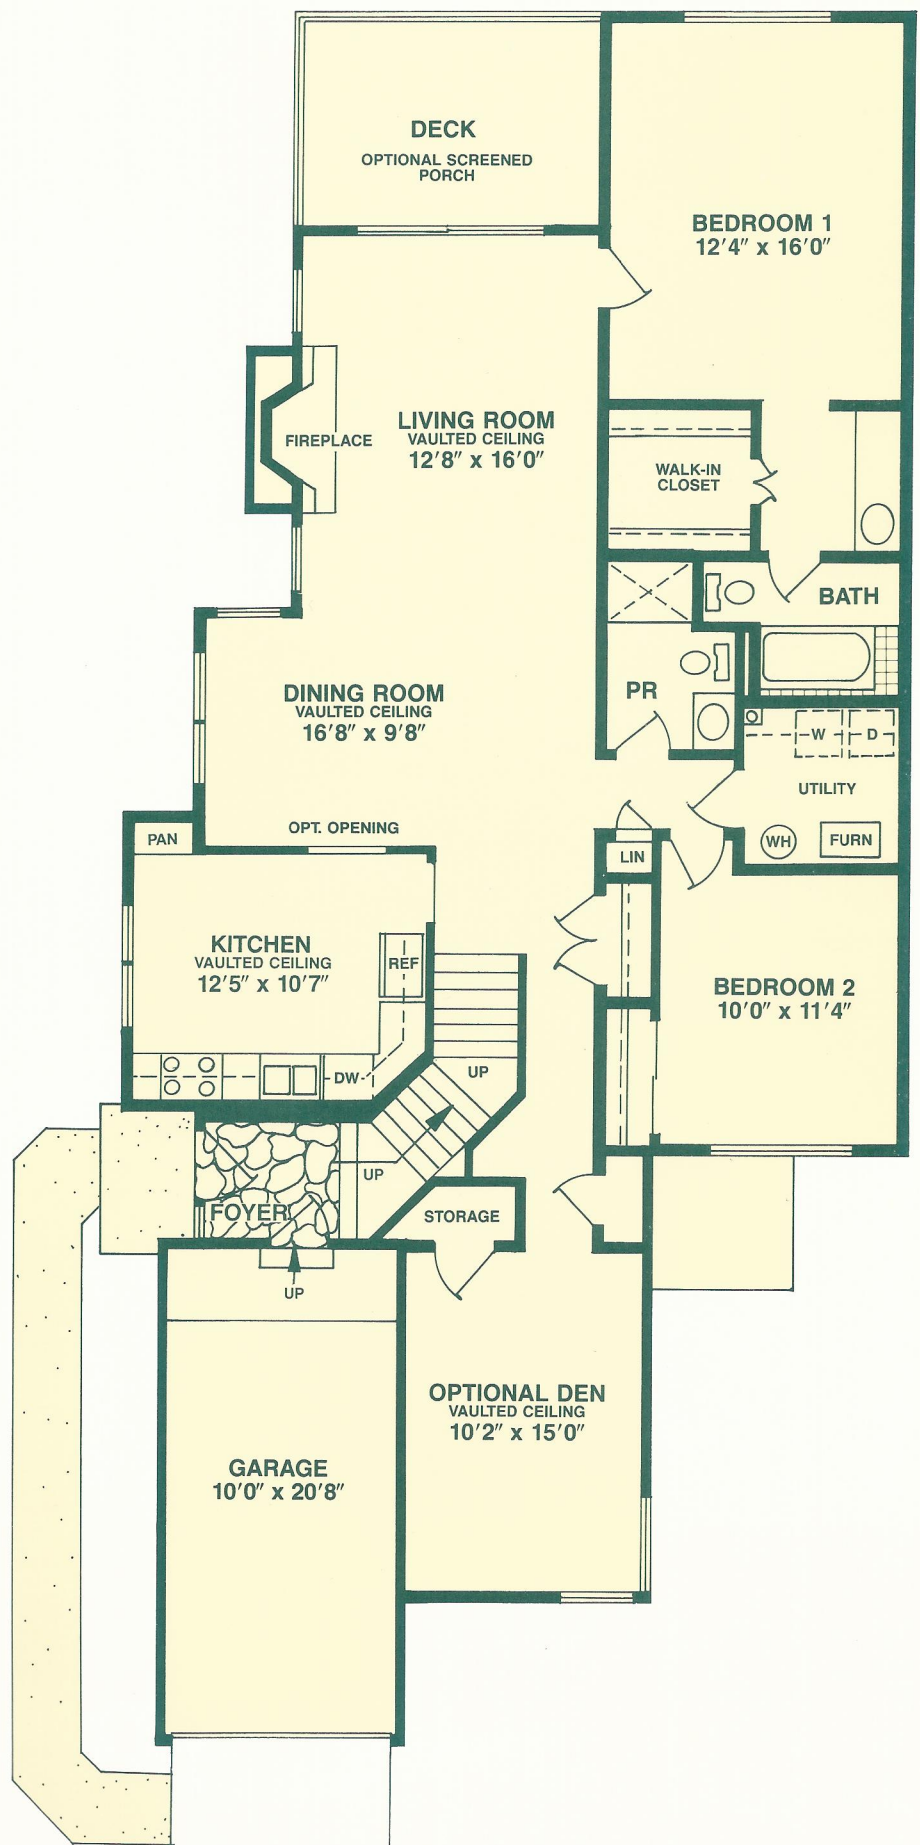 DECK
OPTIONAL SCREENED
PORCH
BEDROOM 1
12'4" x 16'0"
LIVING ROOM
VAULTED CEILING
12'8" x 16'0"
FIREPLACE
WALK-IN
CLOSET
BATH
PR
DINING ROOM
VAULTED CEILING
16'8" x 9'8"
W
D
UTILITY
WH
FURN
OPT. OPENING
PAN
LIN
KITCHEN
VAULTED CEILING
12'5" x 10'7"
REF
DW
BEDROOM 2
10'0" x 11'4"
UP
UP
FOYER
STORAGE
UP
OPTIONAL DEN
VAULTED CEILING
10'2" x 15'0"
GARAGE
10'0" x 20'8"